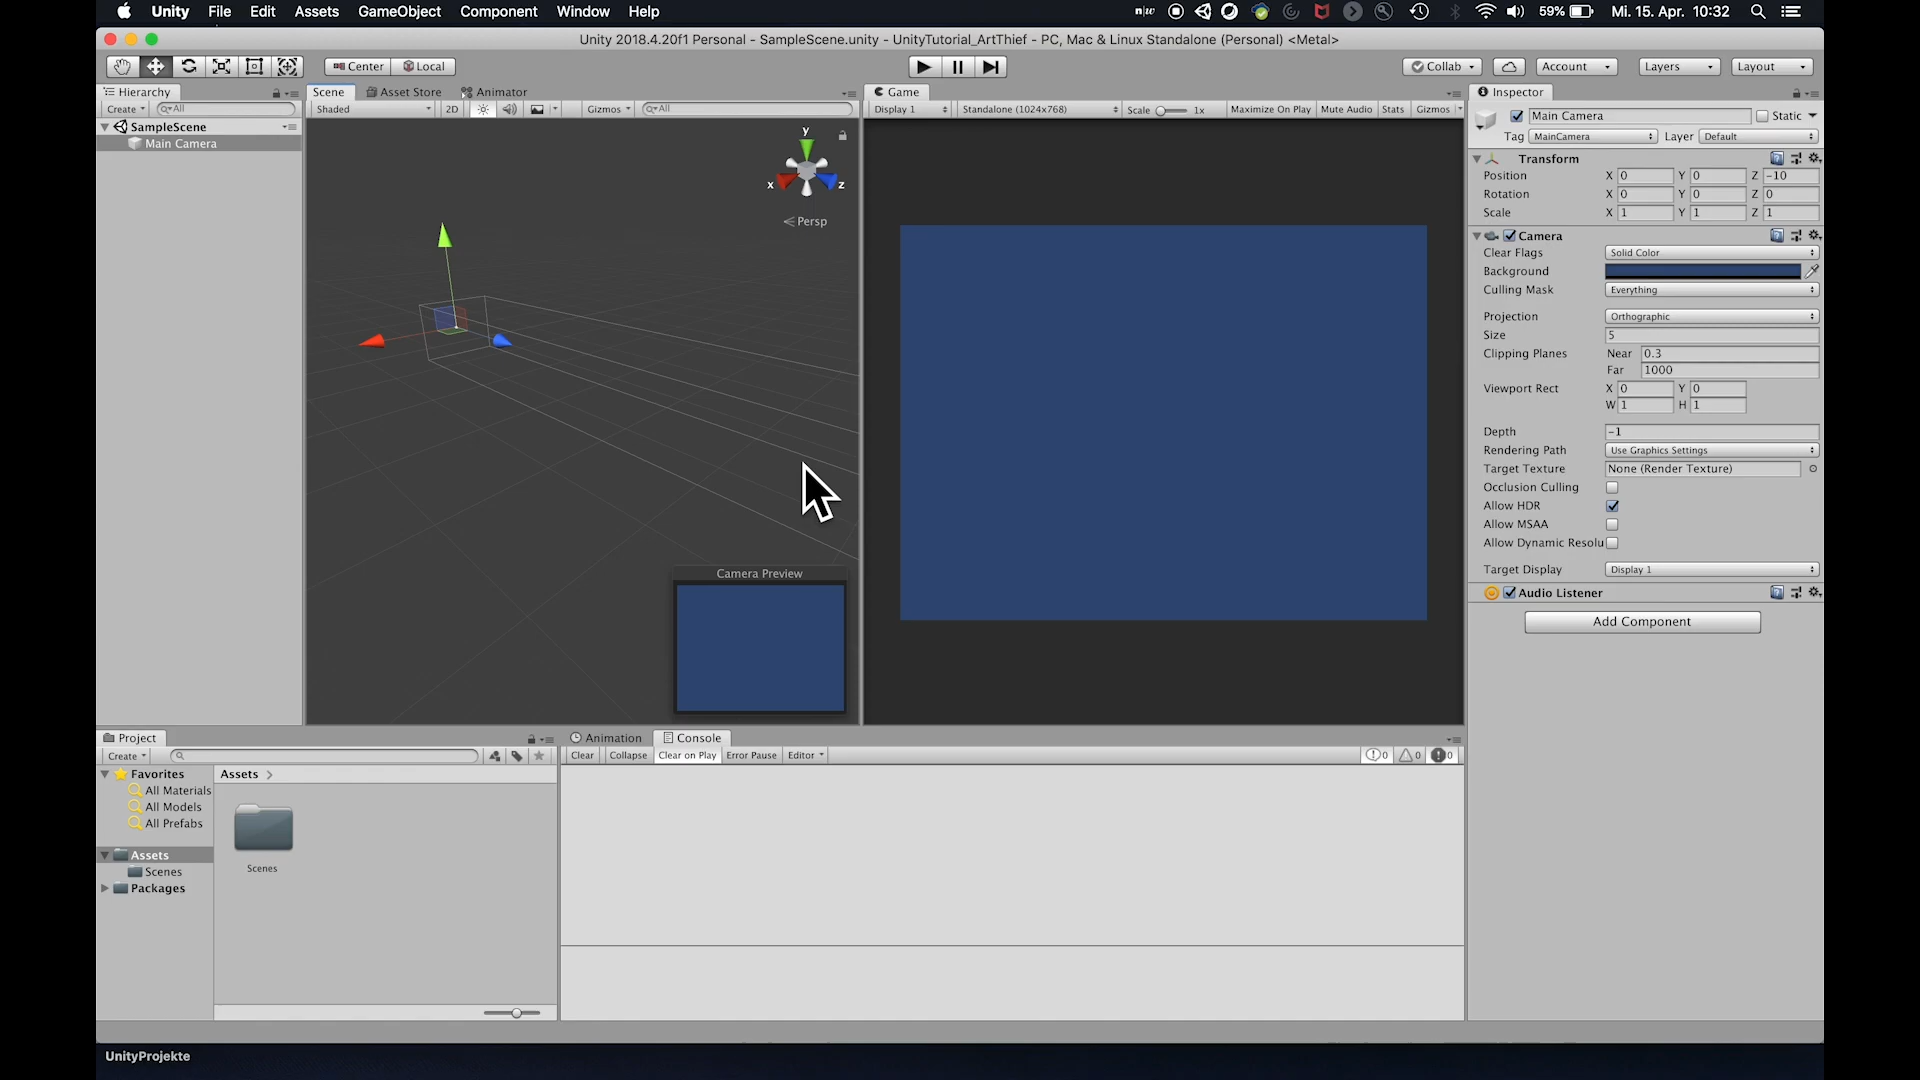 Unity File Edit Assets GameObject Component Window Help n|w 59% Mi. 15. Apr. 10:32
Unity 2018.4.20f1 Personal - SampleScene.unity - UnityTutorial_ArtThief - PC, Mac & Linux Standalone (Personal) <Metal>
Center Local Collab Account Layers Layout
Hierarchy
Create All
SampleScene
Main Camera
Scene Asset Store Animator
Shaded 2D Gizmos All
y
x z
Persp
Camera Preview
Game
Display 1 Standalone (1024x768) Scale 1x Maximize On Play Mute Audio Stats Gizmos
Inspector
Main Camera Static
Tag MainCamera Layer Default
Transform
Position X 0 Y 0 Z -10
Rotation X 0 Y 0 Z 0
Scale X 1 Y 1 Z 1
Camera
Clear Flags Solid Color
Background
Culling Mask Everything
Projection Orthographic
Size 5
Clipping Planes Near 0.3
Far 1000
Viewport Rect X 0 Y 0
W 1 H 1
Depth -1
Rendering Path Use Graphics Settings
Target Texture None (Render Texture)
Occlusion Culling
Allow HDR
Allow MSAA
Allow Dynamic Resolu
Target Display Display 1
Audio Listener
Add Component
Project
Create
Favorites
All Materials
All Models
All Prefabs
Assets
Scenes
Packages
Assets
Scenes
Animation Console
Clear Collapse Clear on Play Error Pause Editor 0 0 0
UnityProjekte